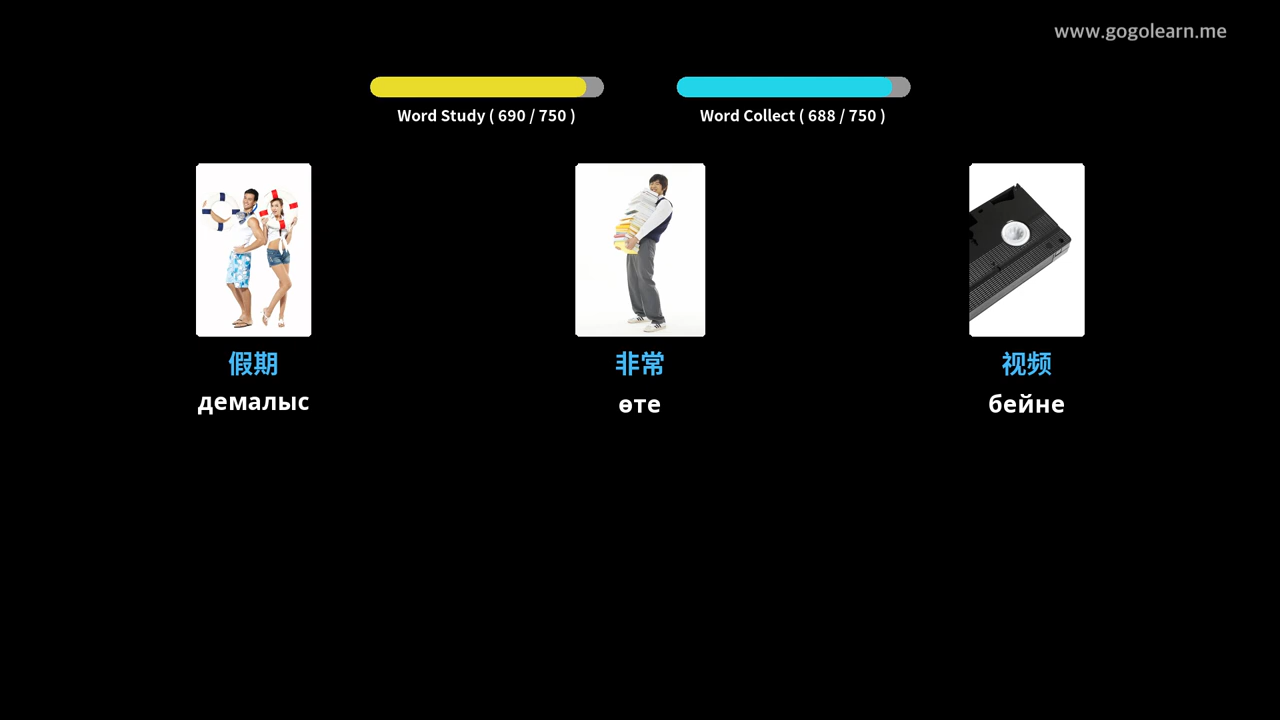 www.gogolearn.me
Word Study ( 690 / 750 )
Word Collect ( 688 / 750 )
假期
非常
视频
демалыс
өте
бейне